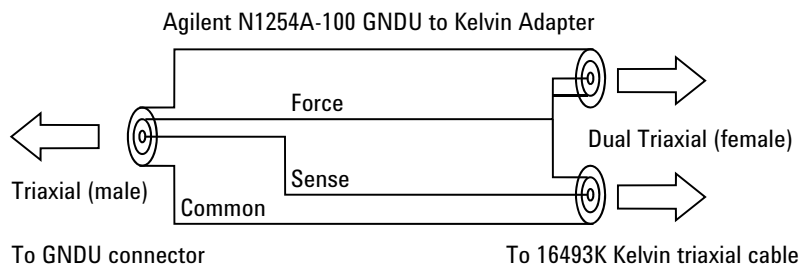 Agilent N1254A-100 GNDU to Kelvin Adapter
Force
Dual Triaxial (female)
Triaxial (male)
Sense
Common
To GNDU connector
To 16493K Kelvin triaxial cable